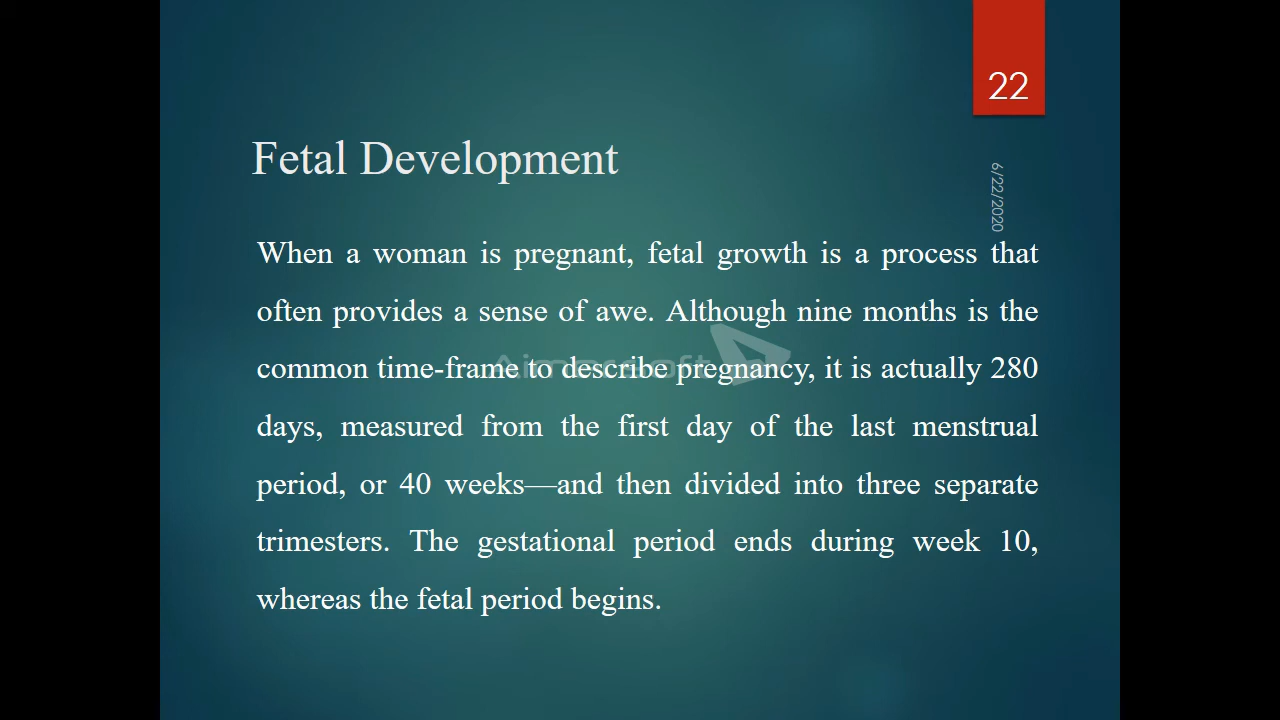 22
Fetal Development
6/22/2020
When a woman is pregnant, fetal growth is a process that
often provides a sense of awe. Although nine months is the
common time-frame to describe pregnancy, it is actually 280
days, measured from the first day of the last menstrual
period, or 40 weeks—and then divided into three separate
trimesters. The gestational period ends during week 10,
whereas the fetal period begins.
Aimersoft